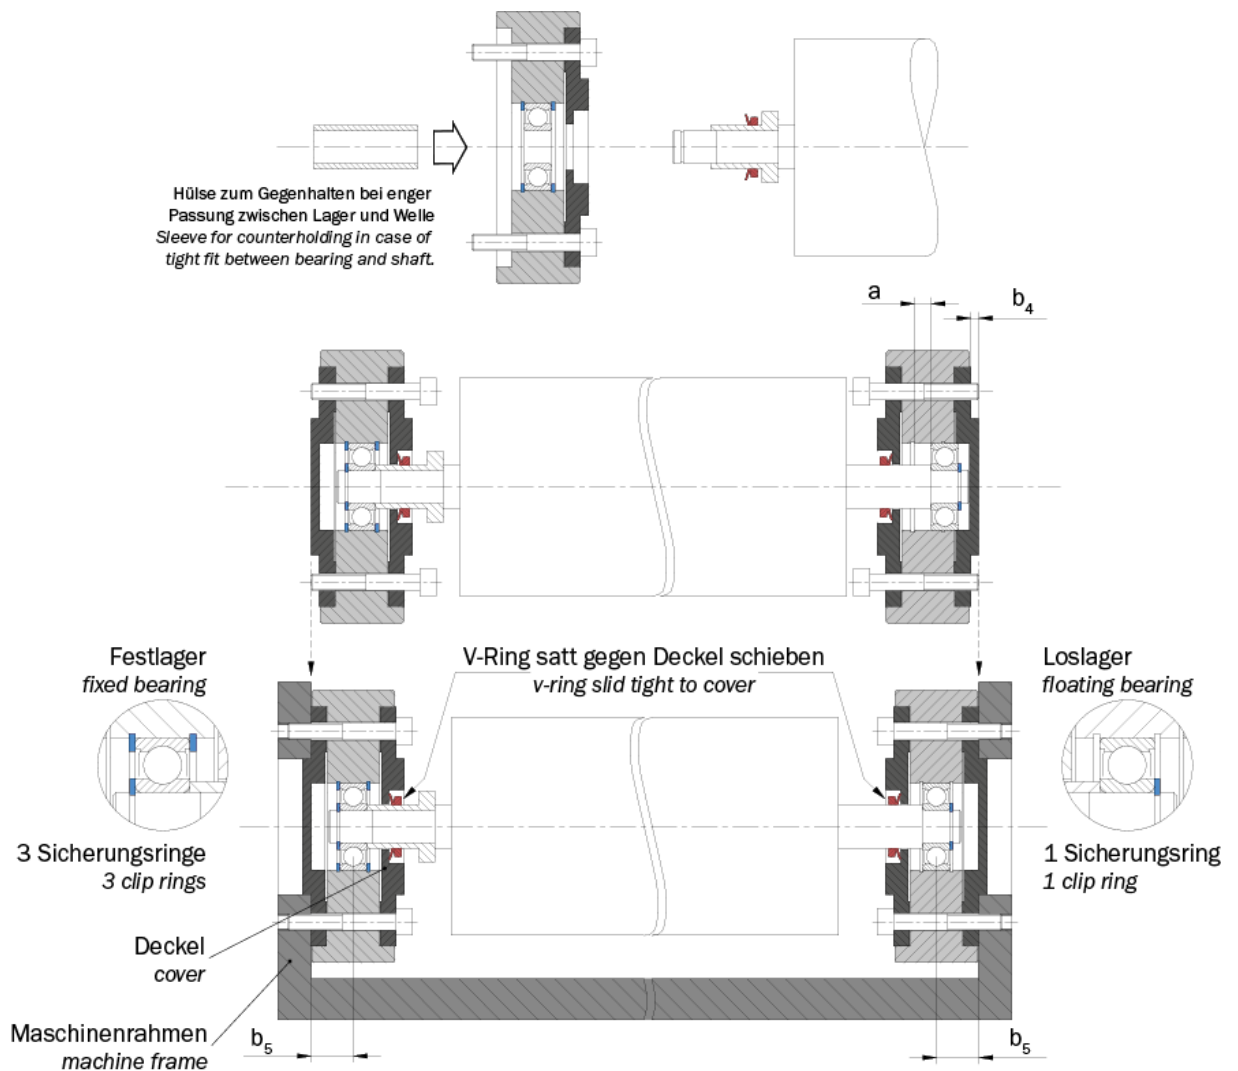 Hülse zum Gegenhalten bei enger
Passung zwischen Lager und Welle
Sleeve for counterholding in case of
tight fit between bearing and shaft.
a
b4
Festlager
fixed bearing
V-Ring satt gegen Deckel schieben
v-ring slid tight to cover
Loslager
floating bearing
3 Sicherungsringe
3 clip rings
1 Sicherungsring
1 clip ring
Deckel
cover
Maschinenrahmen
machine frame
b5
b5